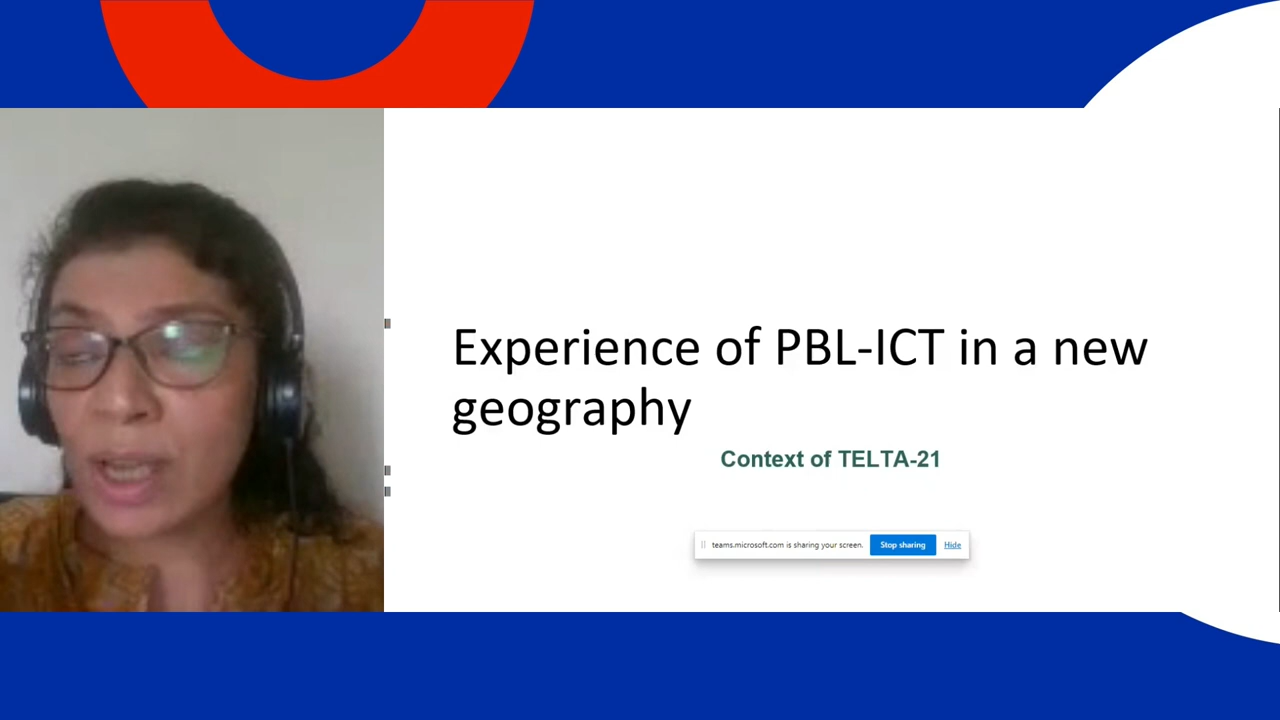 Experience of PBL-ICT in a new
geography
Context of TELTA-21
teams.microsoft.com is sharing your screen.
Stop sharing
Hide